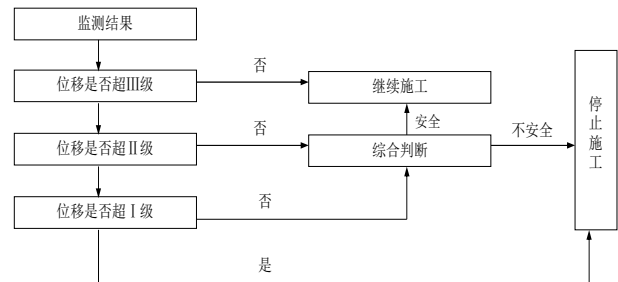 监测结果
位移是否超Ⅲ级
否
继续施工
停止施工
安全
位移是否超Ⅱ级
否
综合判断
不安全
位移是否超Ⅰ级
否
是